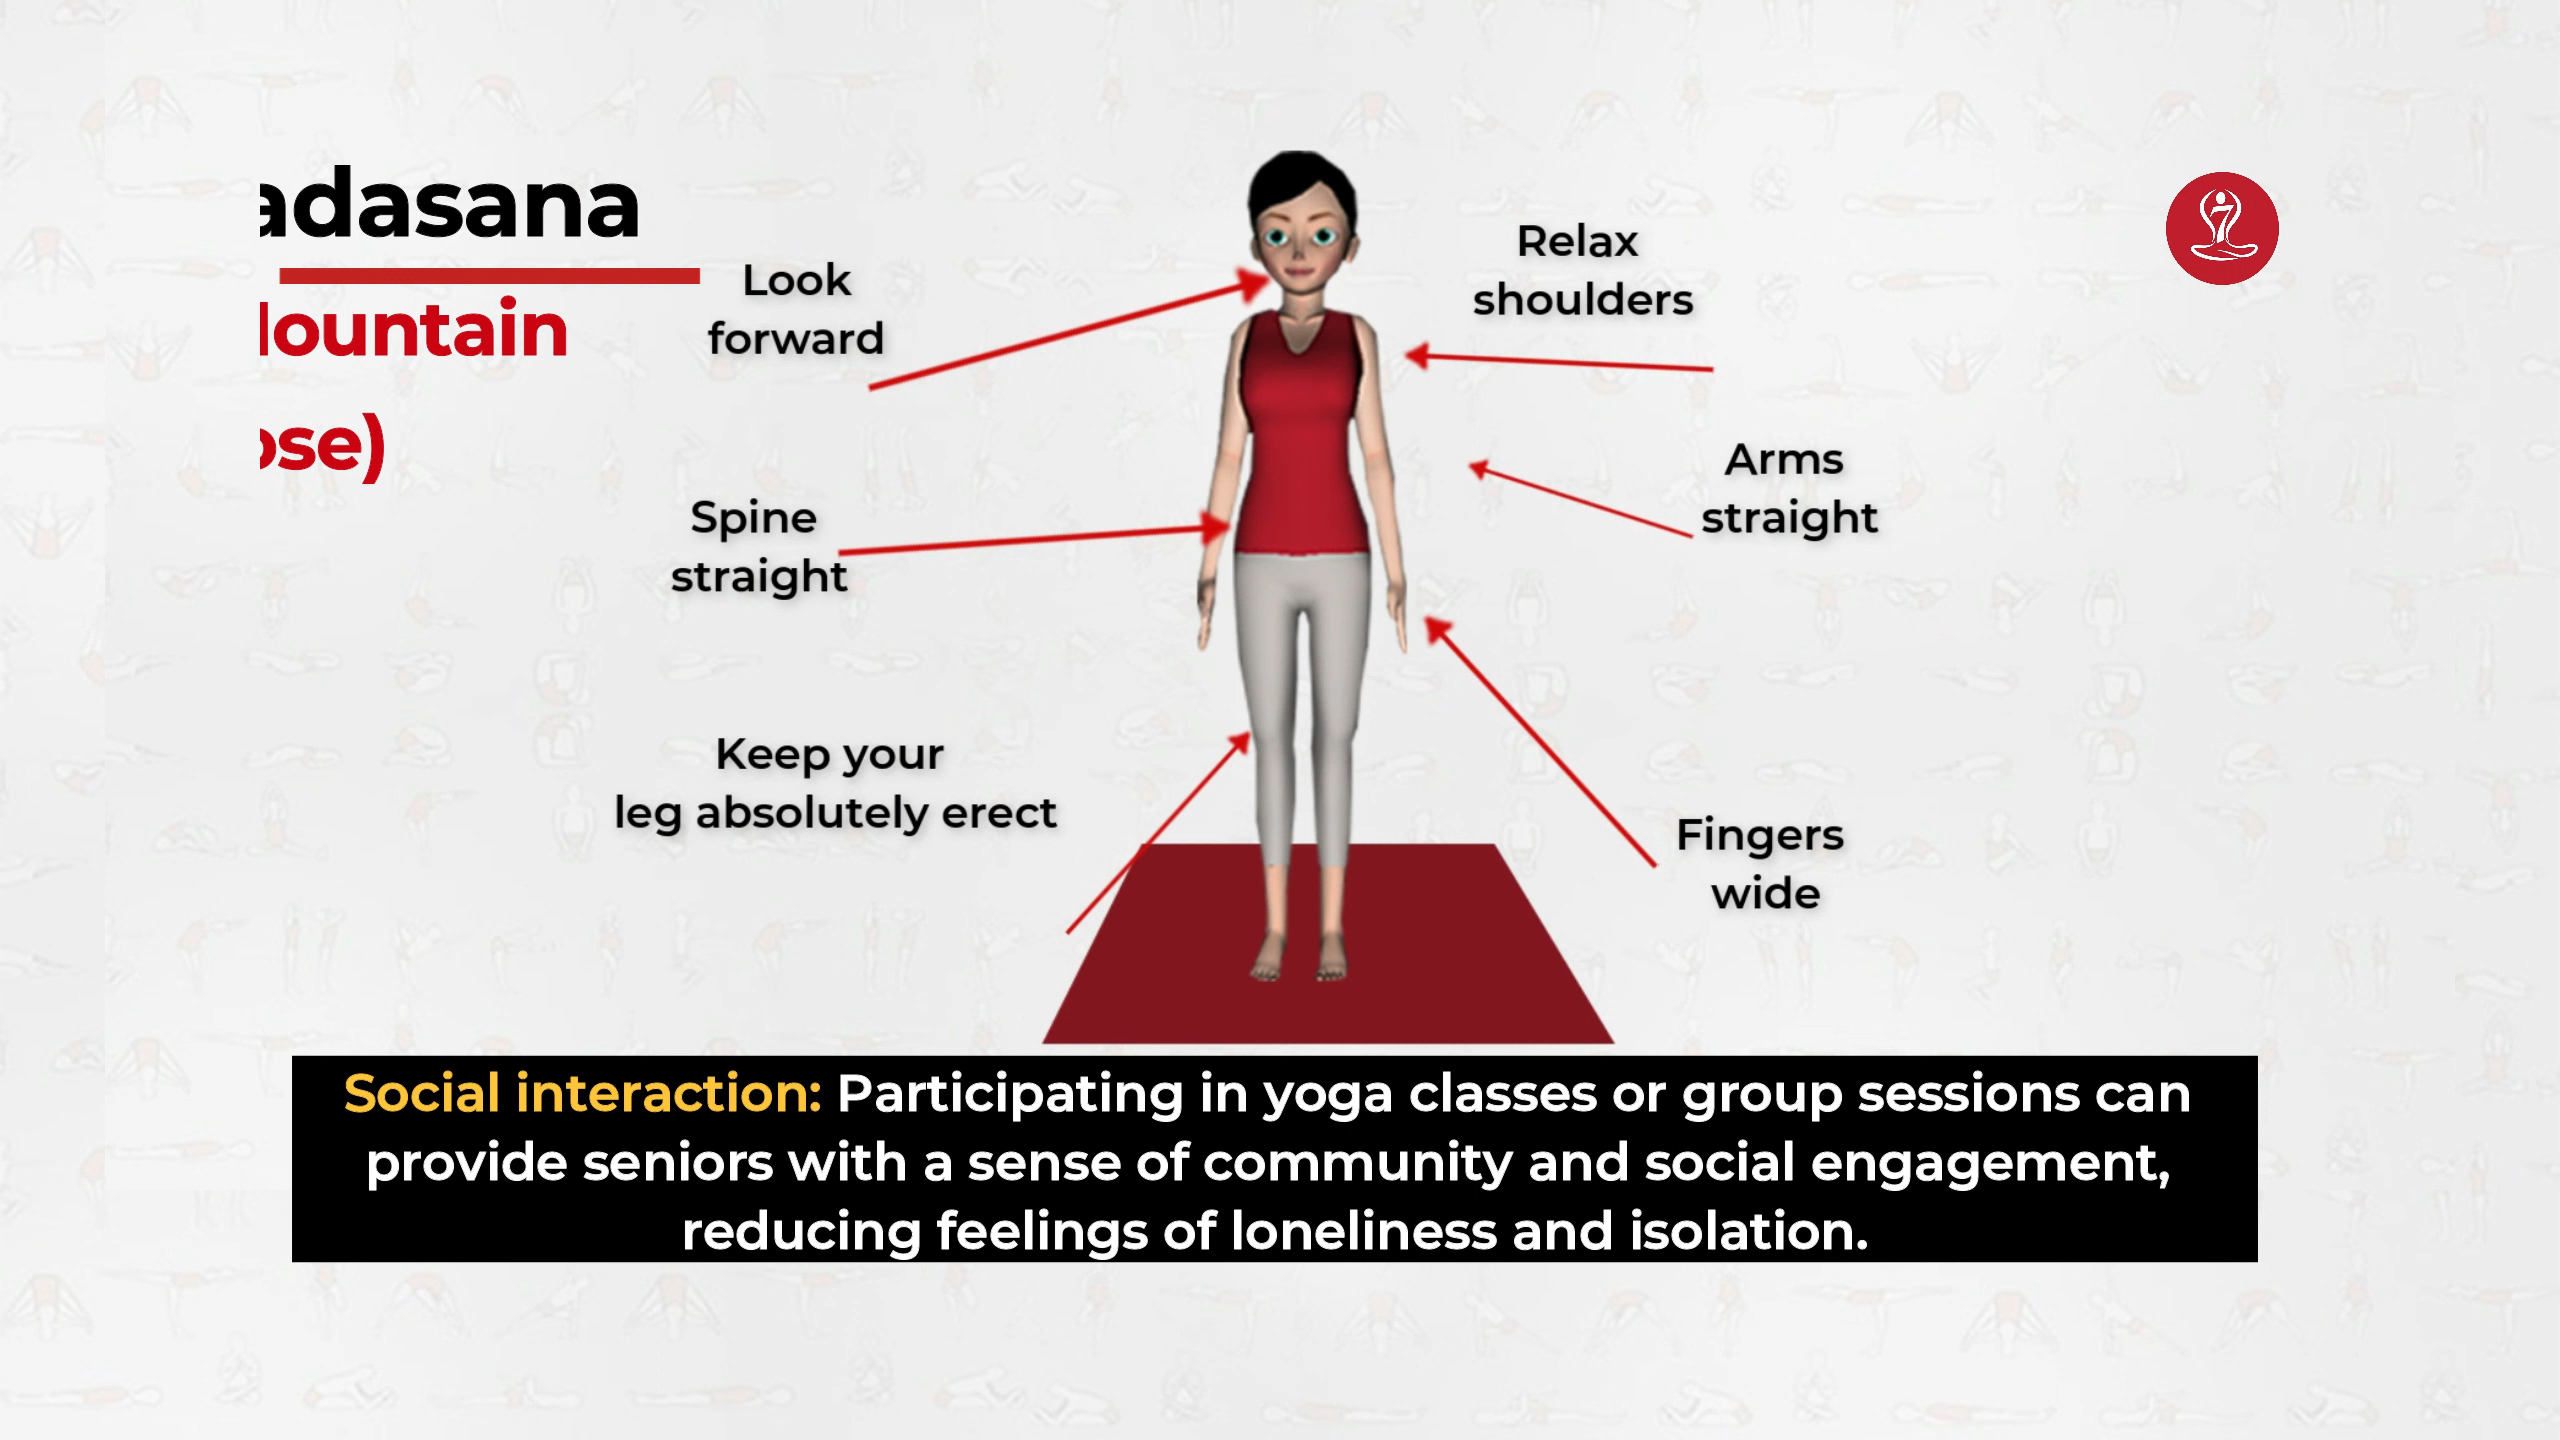 adasana
ountain
ose)
Look
forward
Relax
shoulders
Spine
straight
Arms
straight
Keep your
leg absolutely erect
Fingers
wide
Social interaction: Participating in yoga classes or group sessions can
provide seniors with a sense of community and social engagement,
reducing feelings of loneliness and isolation.